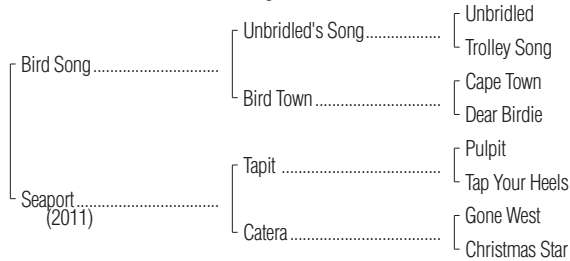 Unbridled
Unbridled's Song
Trolley Song
Bird Song
Cape Town
Bird Town
Dear Birdie
Pulpit
Tapit
Tap Your Heels
Seaport
(2011)
Gone West
Catera
Christmas Star